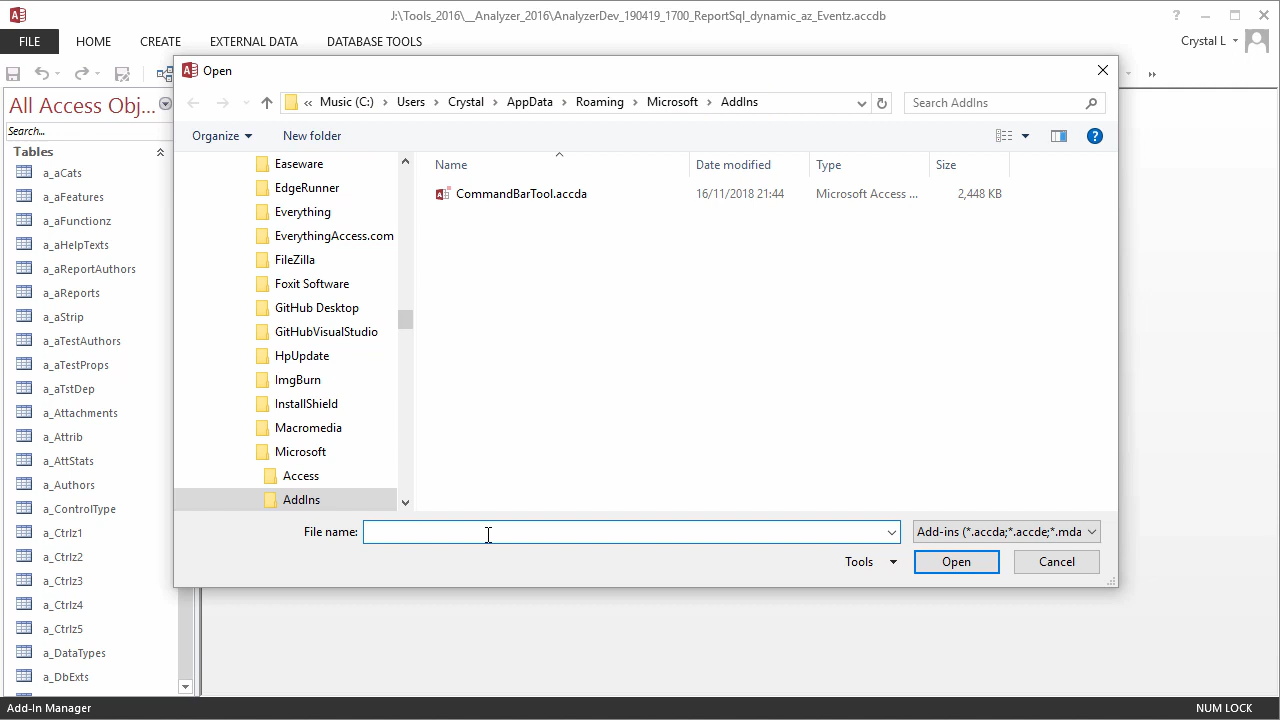 J:\Tools_2016\__Analyzer_2016\AnalyzerDev_190419_1700_ReportSql_dynamic_az_Eventz.accdb
FILE HOME CREATE EXTERNAL DATA DATABASE TOOLS Crystal L
Open
« Music (C:) › Users › Crystal › AppData › Roaming › Microsoft › AddIns
Search AddIns
Organize New folder
All Access Obj...
Search...
Tables
a_aCats
a_aFeatures
a_aFunctionz
a_aHelpTexts
a_aReportAuthors
a_aReports
a_aStrip
a_aTestAuthors
a_aTestProps
a_aTstDep
a_Attachments
a_Attrib
a_AttStats
a_Authors
a_ControlType
a_Ctrlz1
a_Ctrlz2
a_Ctrlz3
a_Ctrlz4
a_Ctrlz5
a_DataTypes
a_DbExts
Easeware
EdgeRunner
Everything
EverythingAccess.com
FileZilla
Foxit Software
GitHub Desktop
GitHubVisualStudio
HpUpdate
ImgBurn
InstallShield
Macromedia
Microsoft
Access
AddIns
Name Date modified Type Size
CommandBarTool.accda 16/11/2018 21:44 Microsoft Access ... 2,448 KB
File name:
Add-ins (*.accda;*.accde;*.mda
Tools Open Cancel
Add-In Manager NUM LOCK